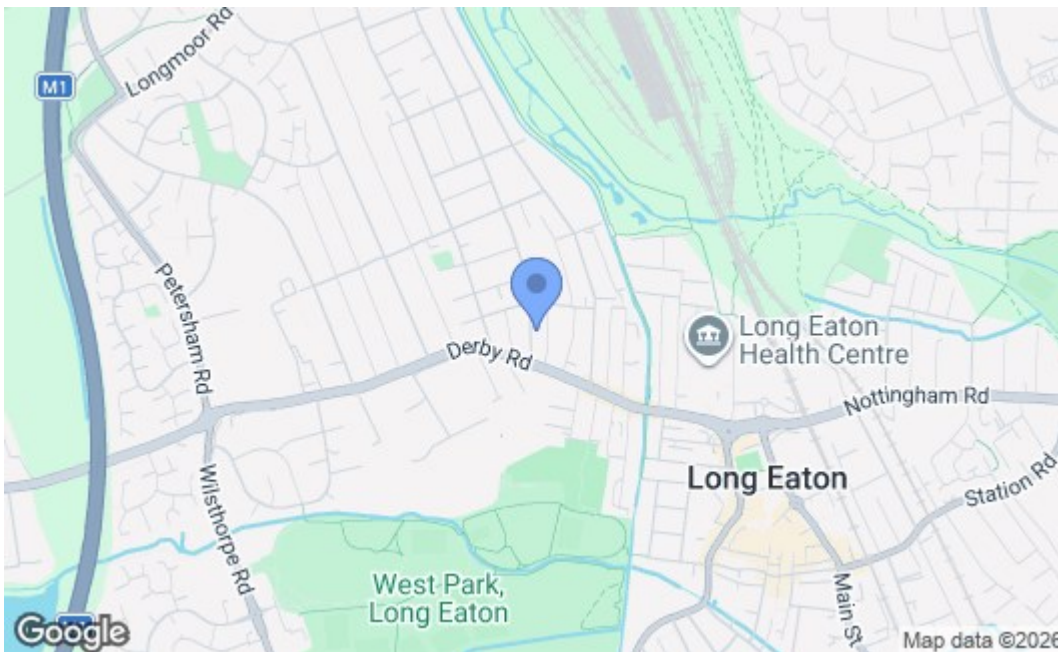 Longmoor Rd
M1
Petersham Rd
Derby Rd
Long Eaton
Health Centre
Nottingham Rd
Long Eaton
Station Rd
Wilsthorpe Rd
West Park,
Long Eaton
Main St
Google
Map data ©2026